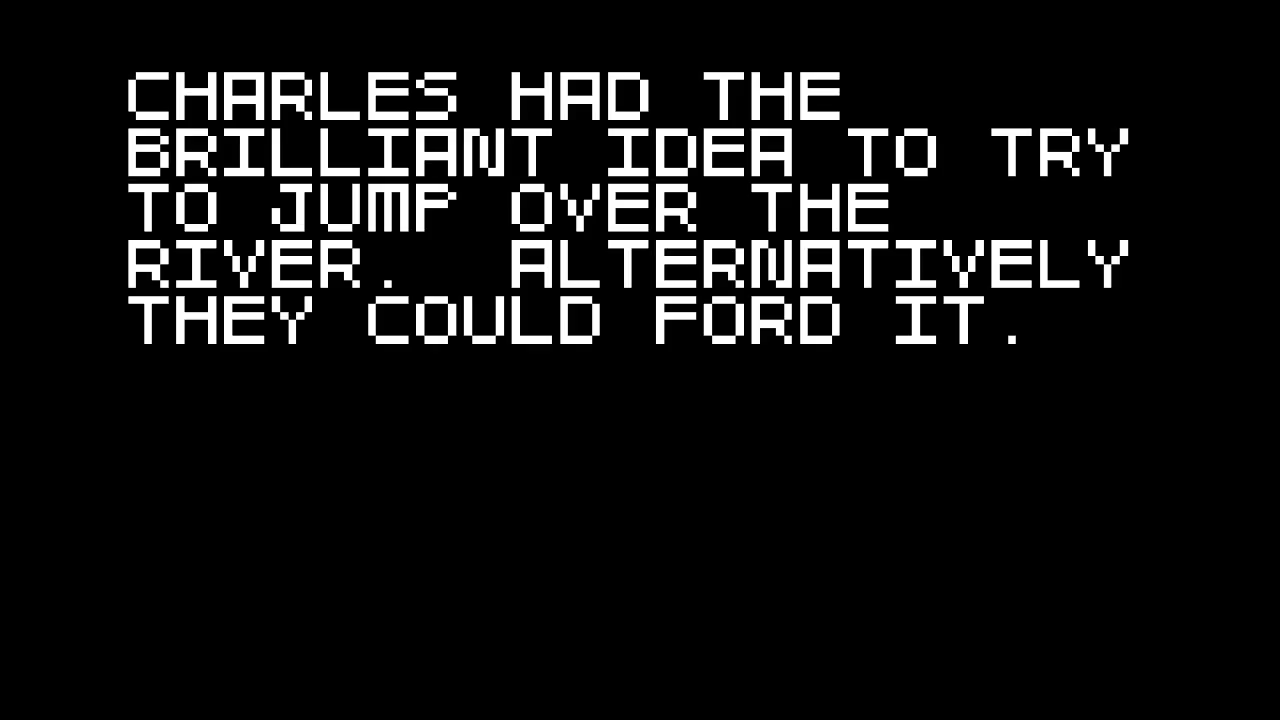 CHARLES HAD THE
BRILLIANT IDEA TO TRY
TO JUMP OVER THE
RIVER.  ALTERNATIVELY
THEY COULD FORD IT.